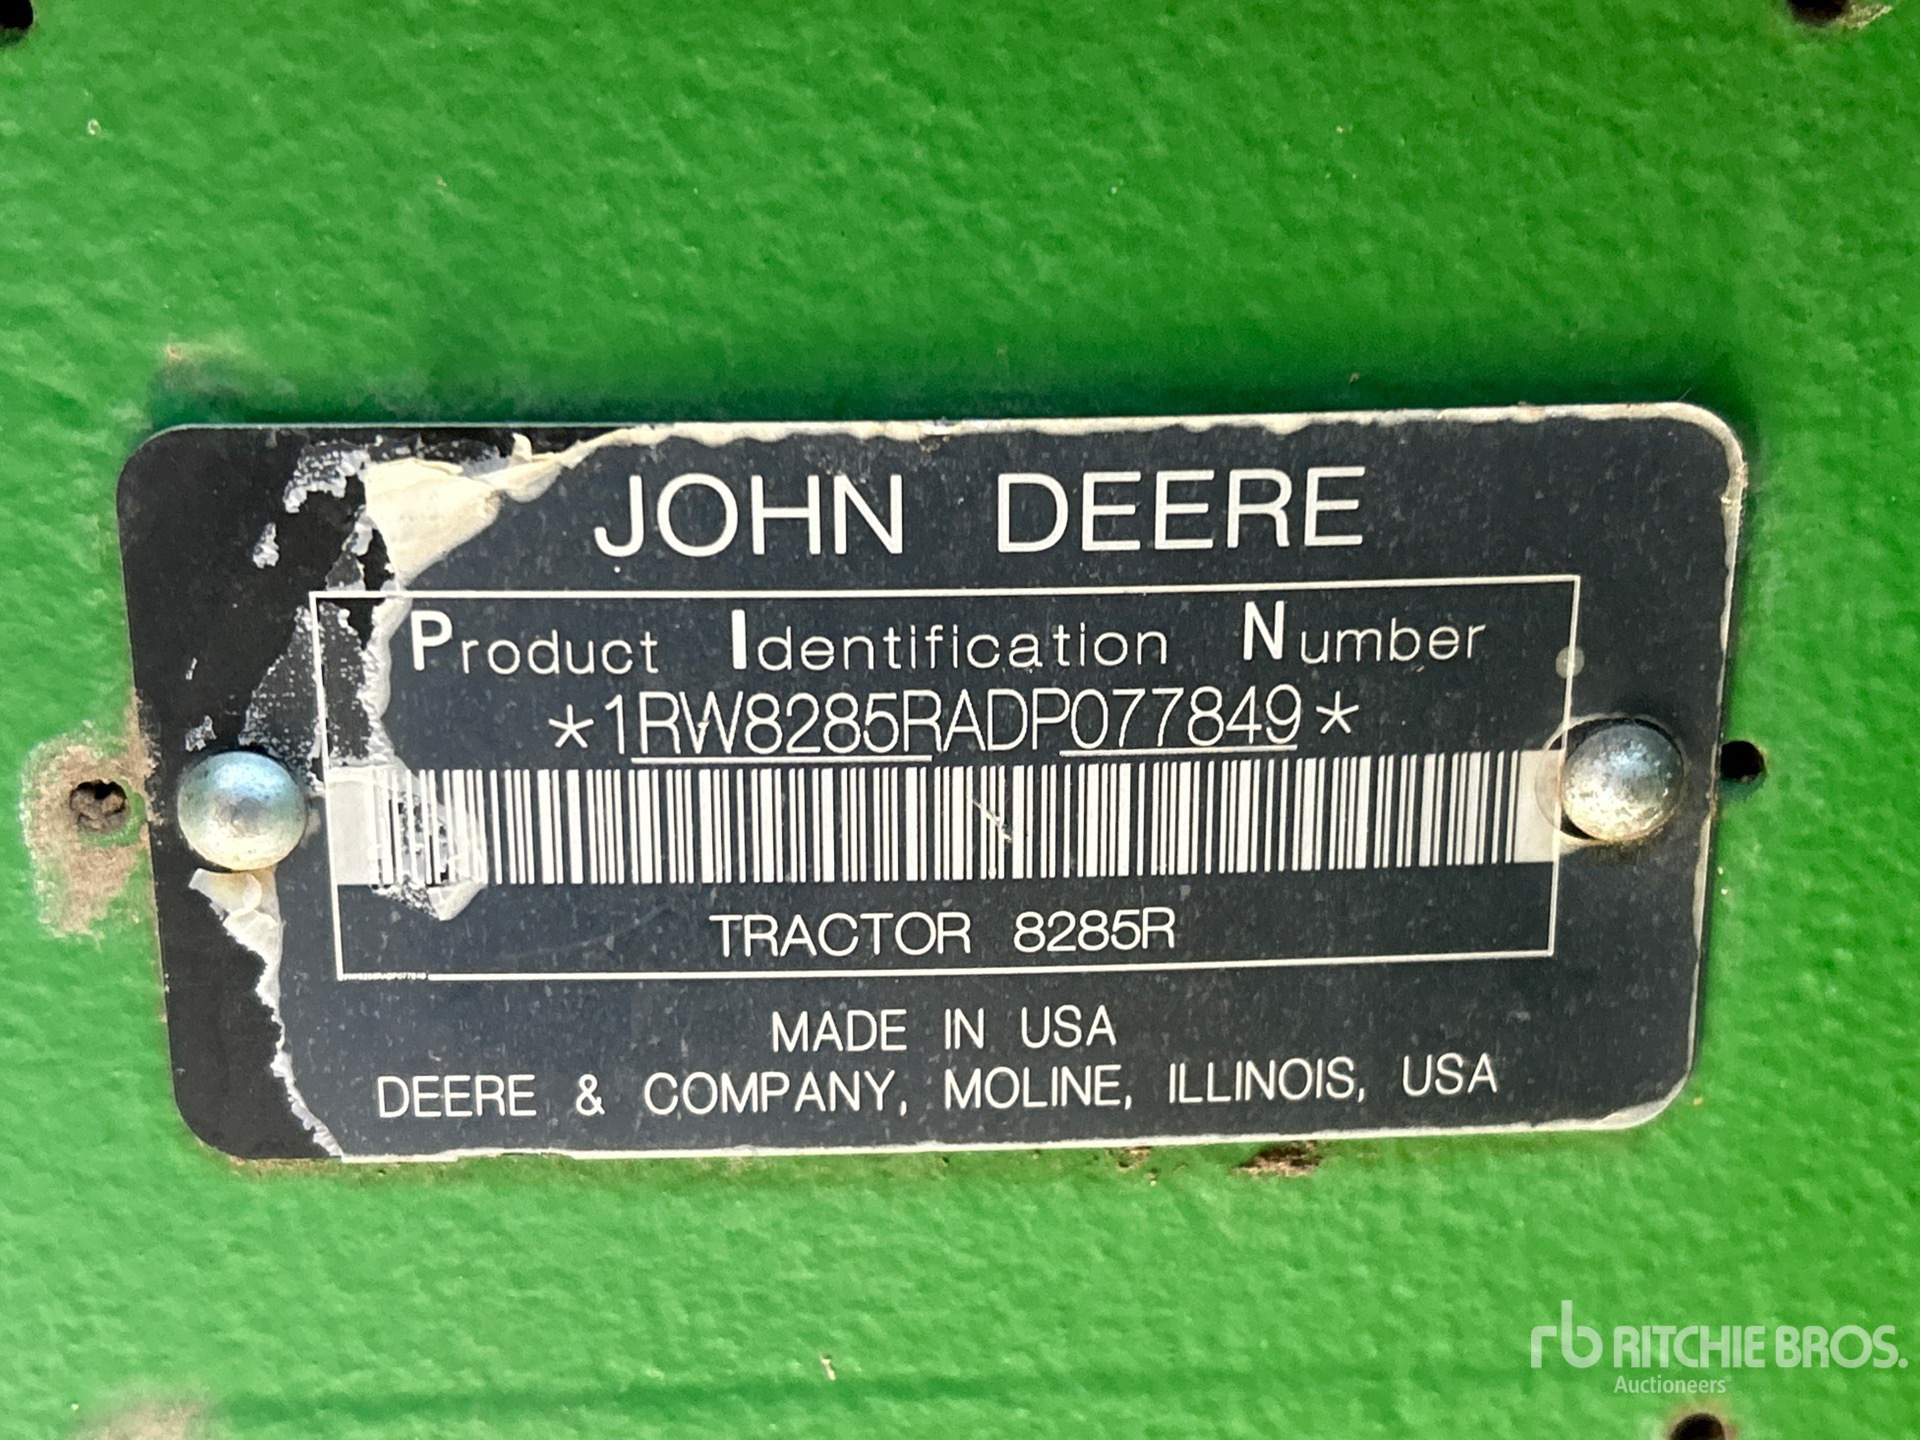 JOHN DEERE
Product Identification Number
*1RW8285RADP077849*
TRACTOR 8285R
MADE IN USA
DEERE & COMPANY, MOLINE, ILLINOIS, USA
rb RITCHIE BROS.
Auctioneers